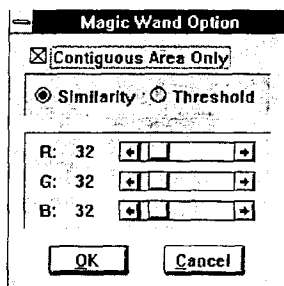 Magic Wand Option
Contiguous Area Only
Similarity Threshold
R: 32
G: 32
B: 32
OK Cancel